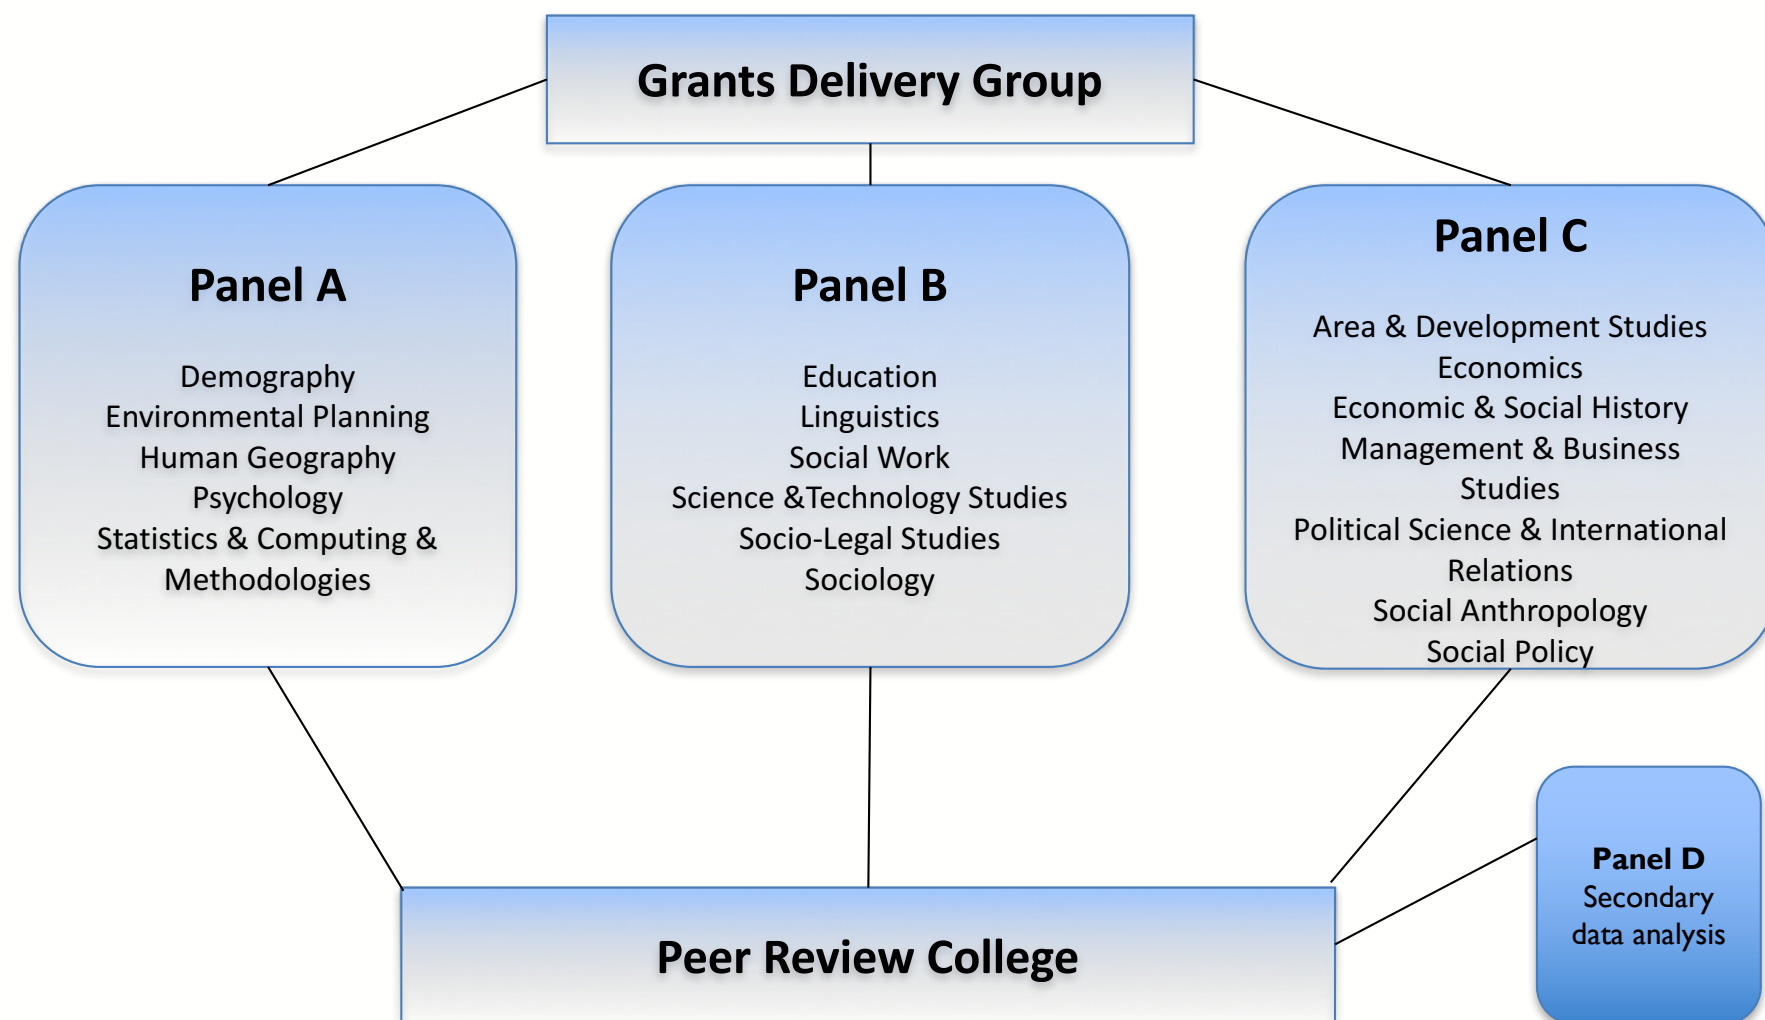 Grants Delivery Group
Panel A
Demography
Environmental Planning
Human Geography
Psychology
Statistics & Computing &
Methodologies
Panel B
Education
Linguistics
Social Work
Science &Technology Studies
Socio-Legal Studies
Sociology
Panel C
Area & Development Studies
Economics
Economic & Social History
Management & Business
Studies
Political Science & International
Relations
Social Anthropology
Social Policy
Panel D
Secondary
data analysis
Peer Review College